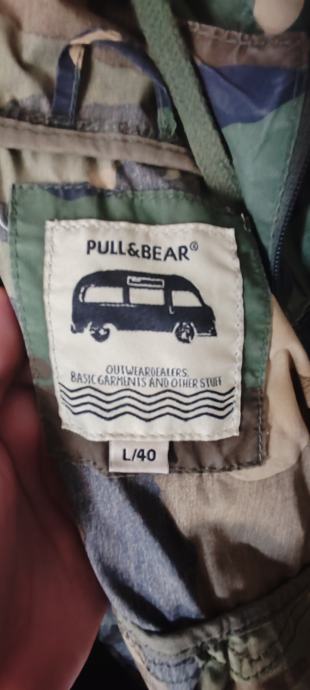 PULL&BEAR®
OUTWEARDEALERS.
BASIC GARMENTS AND OTHER STUFF
L/40